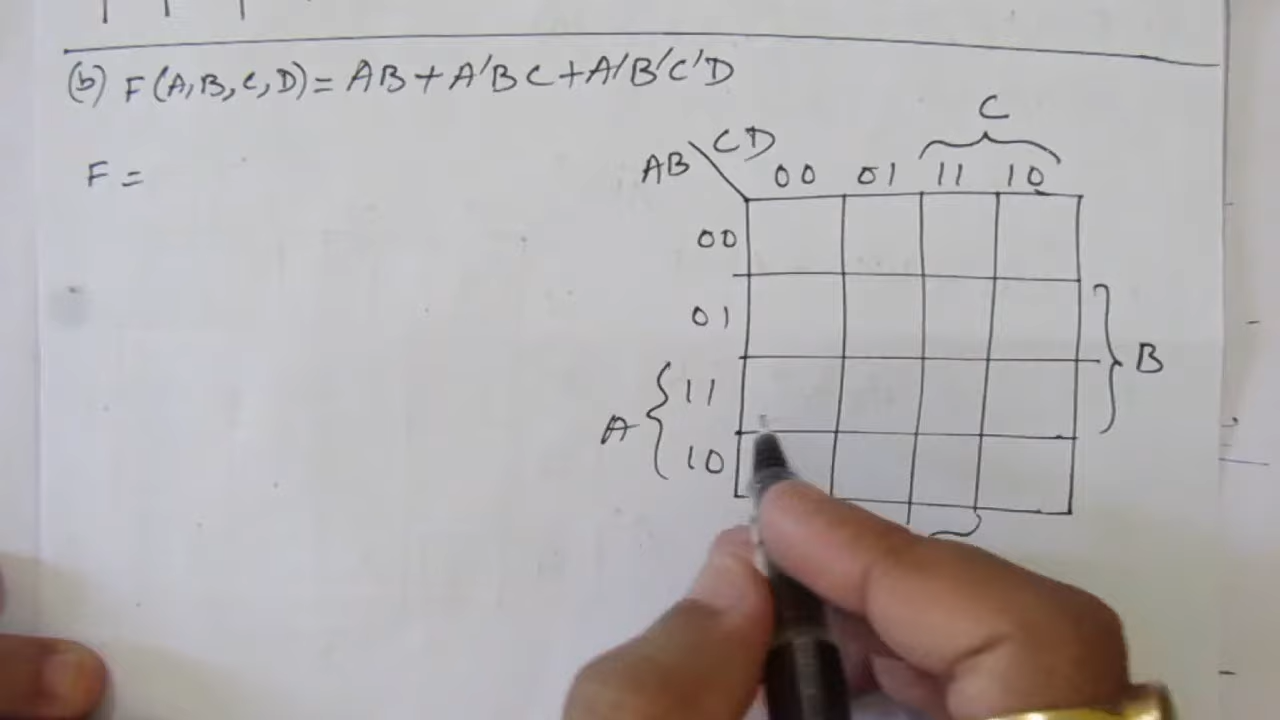 (b) F(A,B,C,D) = AB + A'BC + A'B'C'D
F =
C
CD
AB
00 01 11 10
00
01
B
11
A
10